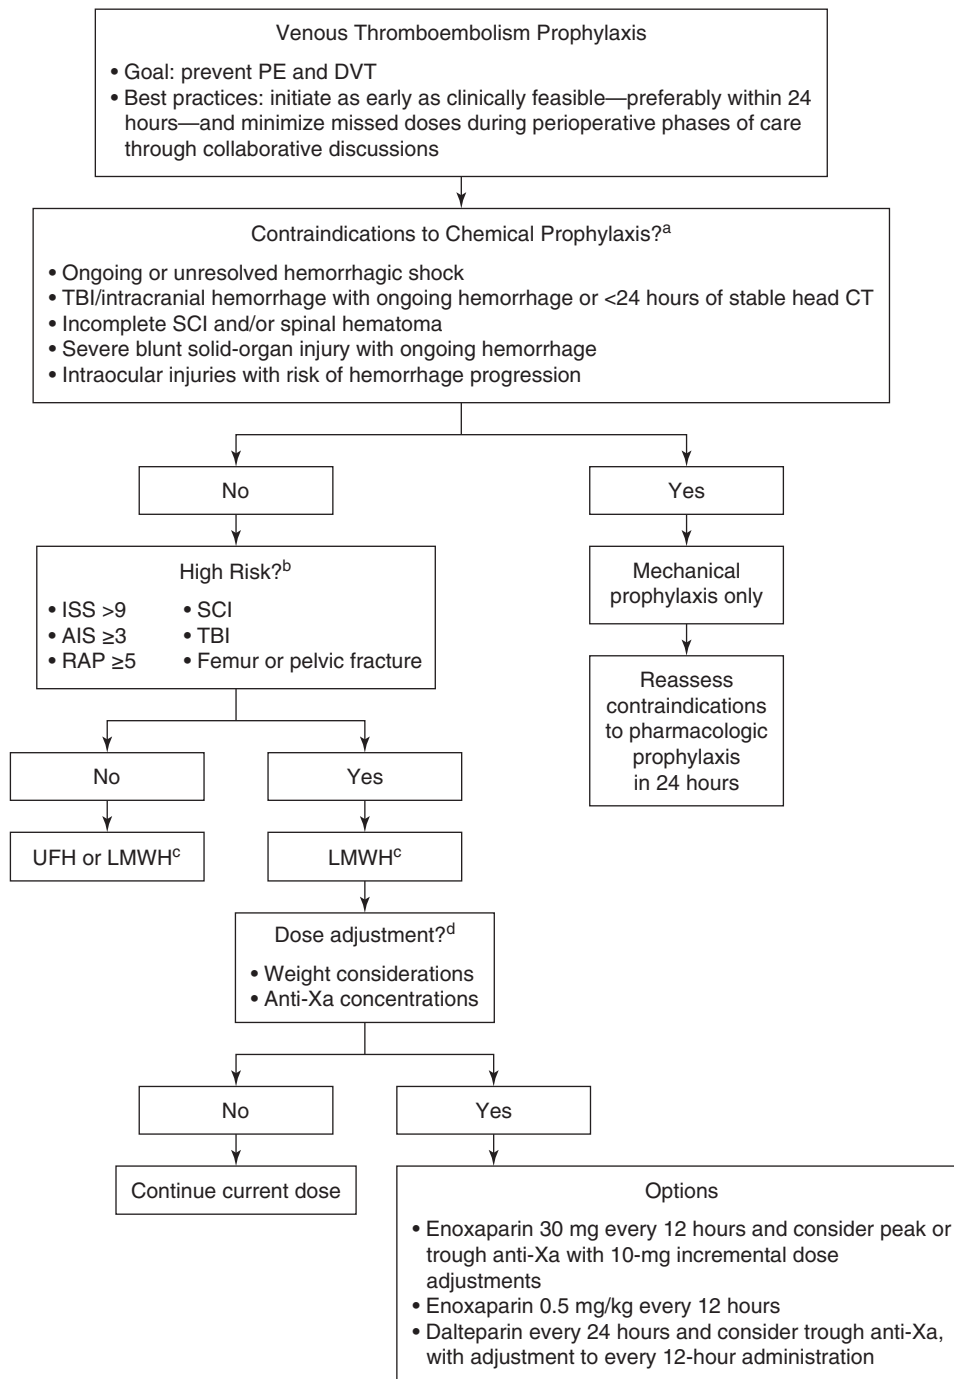 Venous Thromboembolism Prophylaxis
• Goal: prevent PE and DVT
• Best practices: initiate as early as clinically feasible—preferably within 24
hours—and minimize missed doses during perioperative phases of care
through collaborative discussions
Contraindications to Chemical Prophylaxis?a
• Ongoing or unresolved hemorrhagic shock
• TBI/intracranial hemorrhage with ongoing hemorrhage or <24 hours of stable head CT
• Incomplete SCI and/or spinal hematoma
• Severe blunt solid-organ injury with ongoing hemorrhage
• Intraocular injuries with risk of hemorrhage progression
No
Yes
High Risk?b
• ISS >9
• AIS ≥3
• RAP ≥5
• SCI
• TBI
• Femur or pelvic fracture
Mechanical
prophylaxis only
Reassess
contraindications
to pharmacologic
prophylaxis
in 24 hours
No
Yes
UFH or LMWHc
LMWHc
Dose adjustment?d
• Weight considerations
• Anti-Xa concentrations
No
Yes
Continue current dose
Options
• Enoxaparin 30 mg every 12 hours and consider peak or
trough anti-Xa with 10-mg incremental dose
adjustments
• Enoxaparin 0.5 mg/kg every 12 hours
• Dalteparin every 24 hours and consider trough anti-Xa,
with adjustment to every 12-hour administration